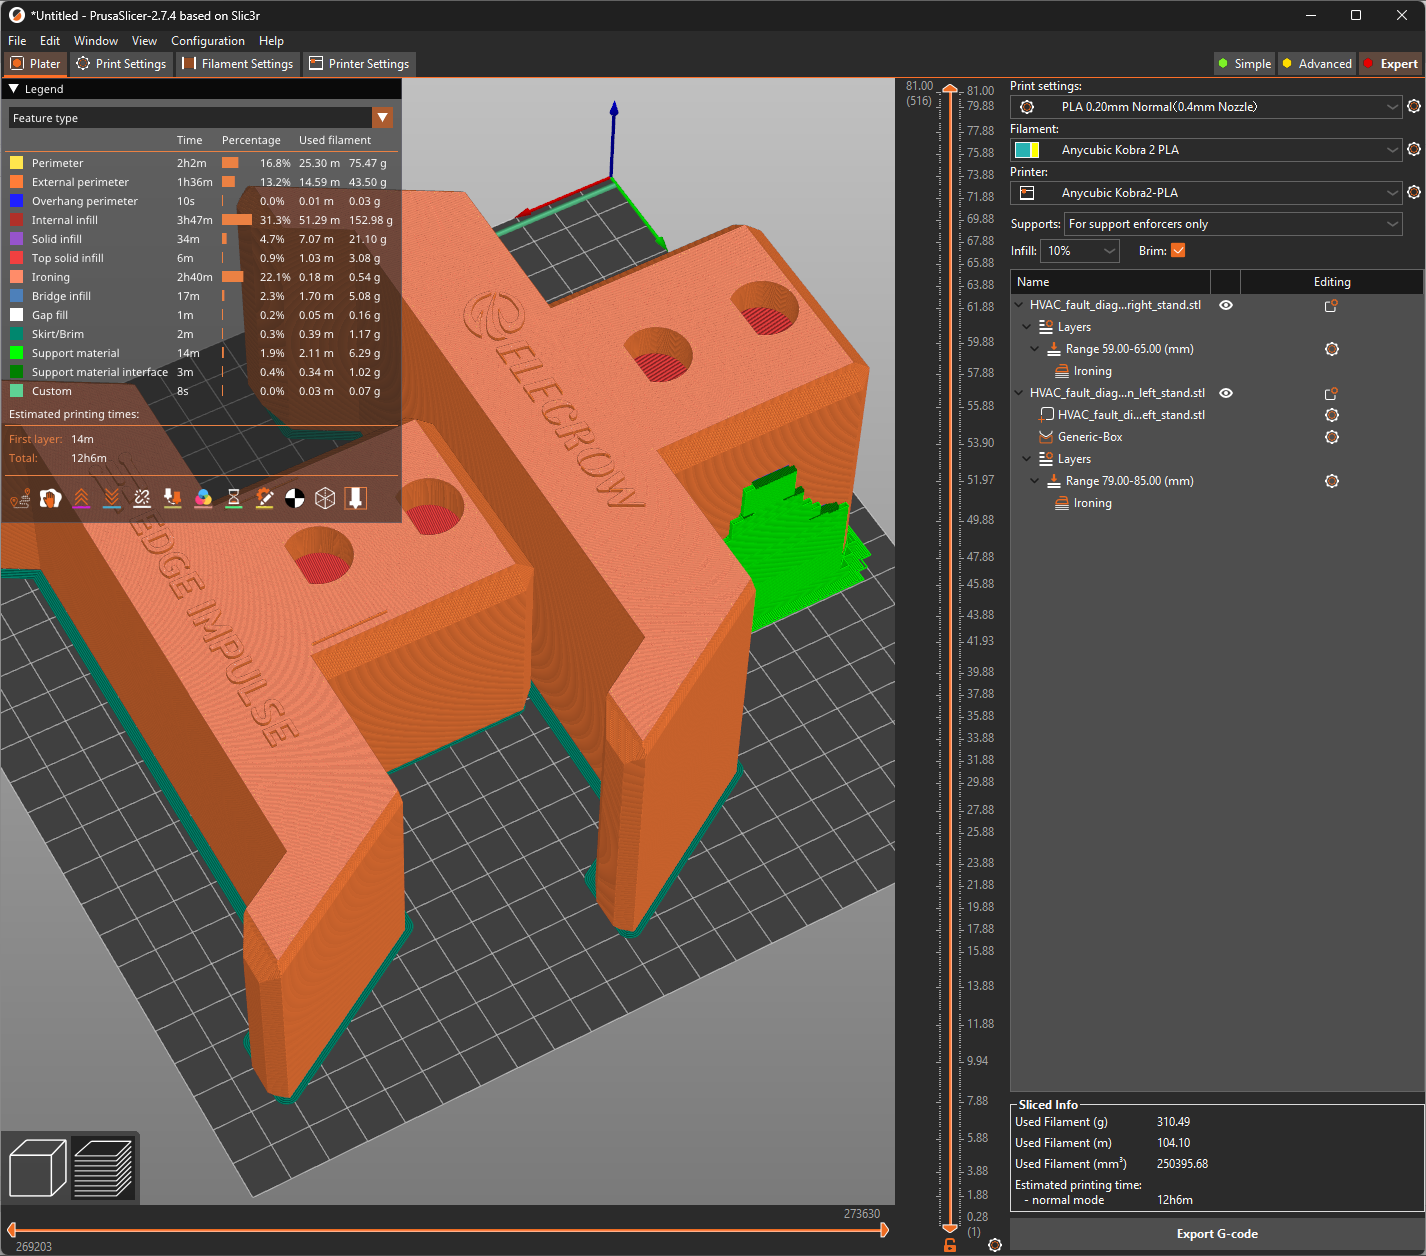 *Untitled - PrusaSlicer-2.7.4 based on Slic3r
File Edit Window View Configuration Help
Plater Print Settings Filament Settings Printer Settings Simple Advanced Expert
Legend
Feature type
Time Percentage Used filament
Perimeter 2h2m 16.8% 25.30 m 75.47 g
External perimeter 1h36m 13.2% 14.59 m 43.50 g
Overhang perimeter 10s 0.0% 0.01 m 0.03 g
Internal infill 3h47m 31.3% 51.29 m 152.98 g
Solid infill 34m 4.7% 7.07 m 21.10 g
Top solid infill 6m 0.9% 1.03 m 3.08 g
Ironing 2h40m 22.1% 0.18 m 0.54 g
Bridge infill 17m 2.3% 1.70 m 5.08 g
Gap fill 1m 0.2% 0.05 m 0.16 g
Skirt/Brim 2m 0.3% 0.39 m 1.17 g
Support material 14m 1.9% 2.11 m 6.29 g
Support material interface 3m 0.4% 0.34 m 1.02 g
Custom 8s 0.0% 0.03 m 0.07 g
Estimated printing times:
First layer: 14m
Total: 12h6m
ELECROW
EDGE IMPULSE
269203
273630
81.00
(516)
81.00
79.88
77.88
75.88
73.88
71.88
69.88
67.88
65.88
63.88
61.88
59.88
57.88
55.88
53.90
51.97
49.88
47.88
45.88
43.88
41.93
39.88
37.88
35.88
33.88
31.88
29.88
27.88
25.88
23.88
21.88
19.88
17.88
15.88
13.88
11.88
9.94
7.88
5.88
3.88
1.88
0.28
(1)
Print settings:
PLA 0.20mm Normal(0.4mm Nozzle)
Filament:
Anycubic Kobra 2 PLA
Printer:
Anycubic Kobra2-PLA
Supports: For support enforcers only
Infill: 10% Brim:
Name Editing
HVAC_fault_diag...right_stand.stl
Layers
Range 59.00-65.00 (mm)
Ironing
HVAC_fault_diag...n_left_stand.stl
HVAC_fault_di...eft_stand.stl
Generic-Box
Layers
Range 79.00-85.00 (mm)
Ironing
Sliced Info
Used Filament (g) 310.49
Used Filament (m) 104.10
Used Filament (mm³) 250395.68
Estimated printing time:
- normal mode 12h6m
Export G-code